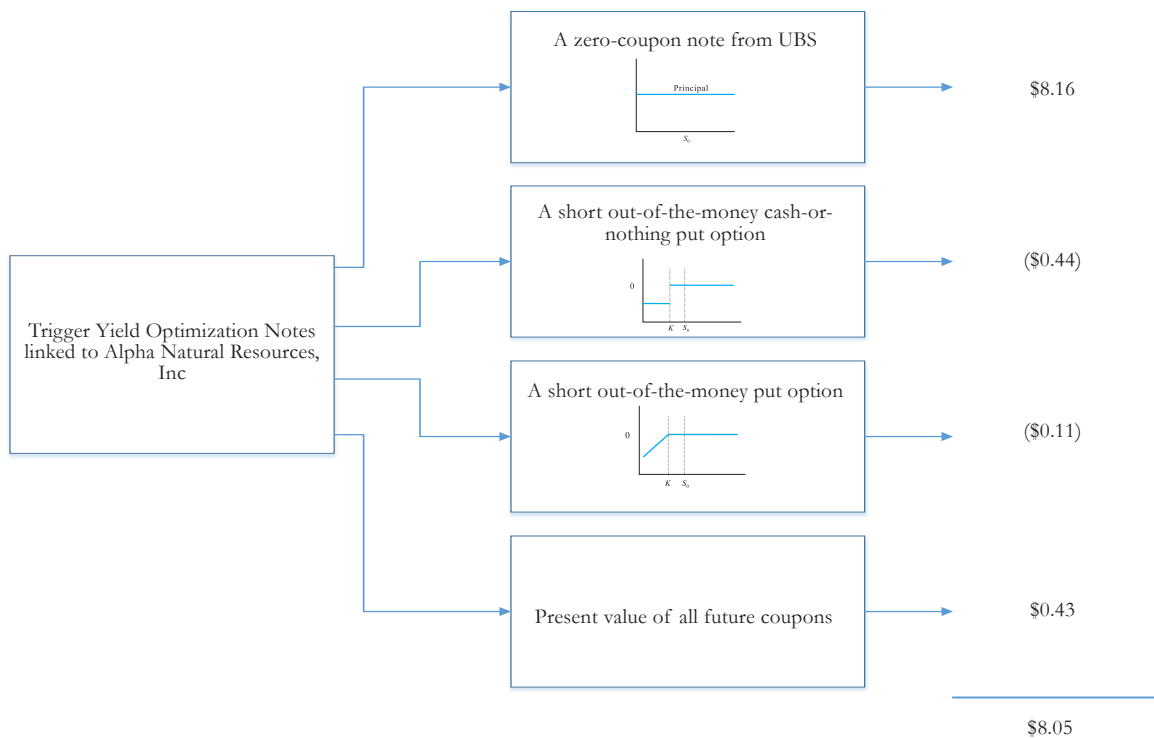 A zero-coupon note from UBS
Principal
S₀
$8.16
A short out-of-the-money cash-or-
nothing put option
0
K
S₀
($0.44)
Trigger Yield Optimization Notes
linked to Alpha Natural Resources,
Inc
A short out-of-the-money put option
0
K
S₀
($0.11)
Present value of all future coupons
$0.43
$8.05